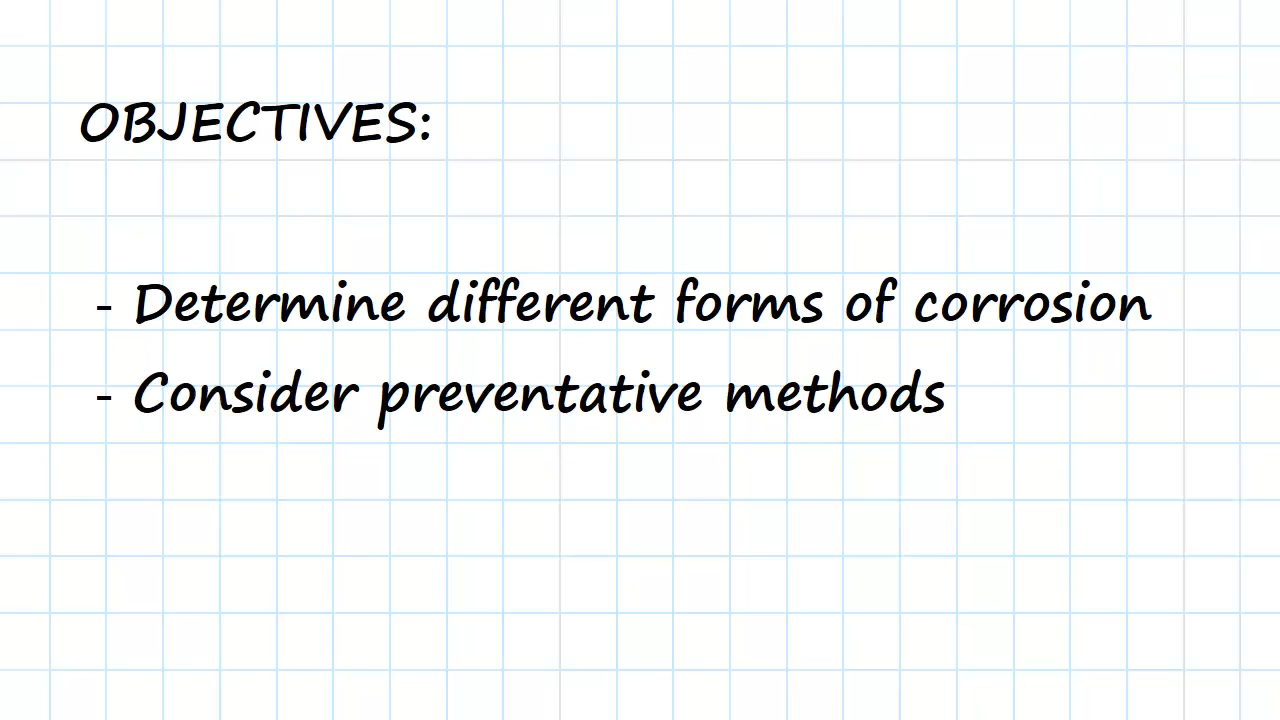 OBJECTIVES:
- Determine different forms of corrosion
- Consider preventative methods